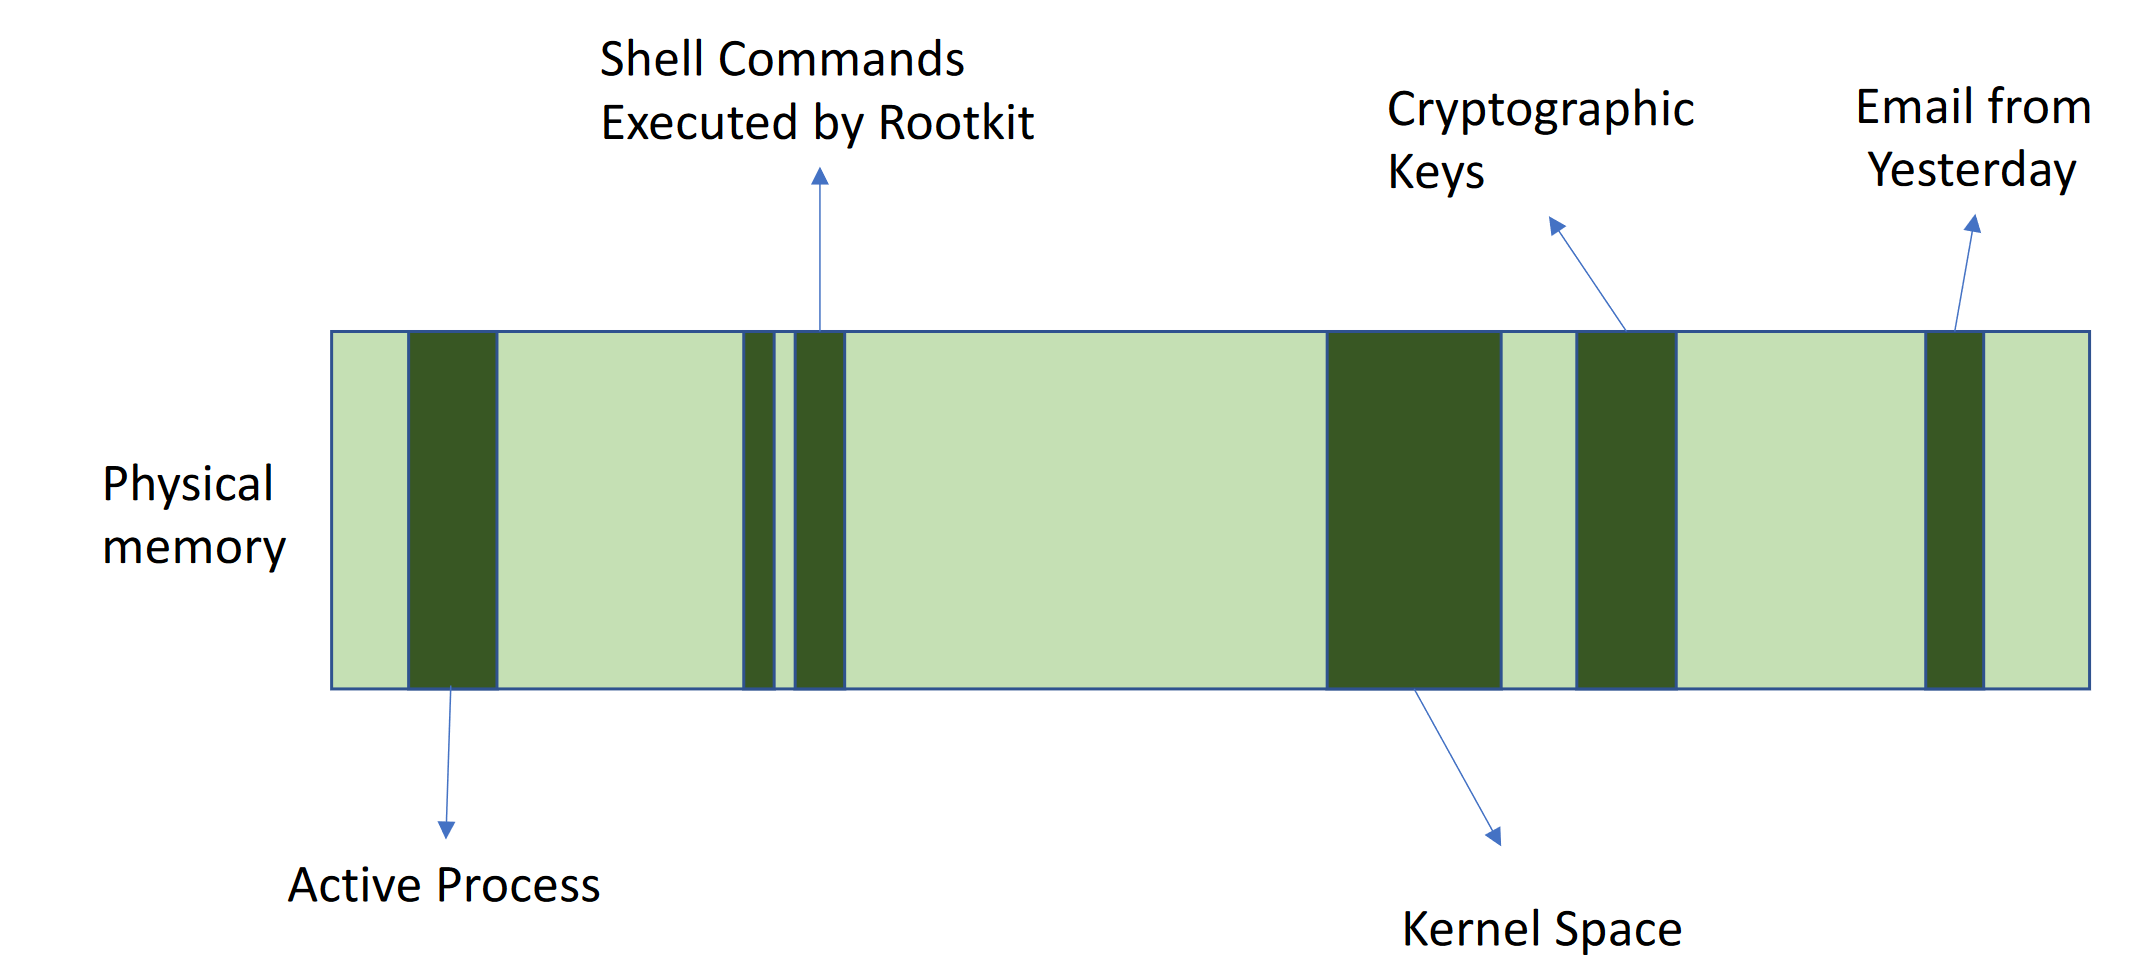 Shell Commands
Executed by Rootkit
Cryptographic
Keys
Email from
Yesterday
Physical
memory
Active Process
Kernel Space